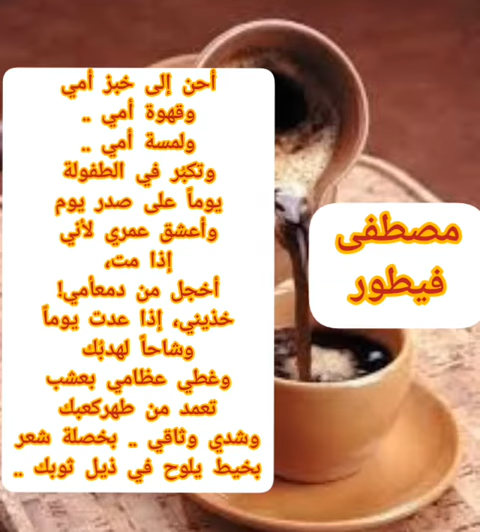 أحن إلى خبز أمي
وقهوة أمي ..
ولمسة أمي ..
وتكبُر في الطفولة
يوماً على صدر يوم
وأعشق عمري لأني
إذا مت،
أخجل من دمعأمي!
خذيني، إذا عدت يوماً
وشاحاً لهدبُك
وغطي عظامي بعشب
تعمد من طهركعبك
وشدي وثاقي .. بخصلة شعر
بخيط يلوح في ذيل ثوبك ..
مصطفى
فيطور